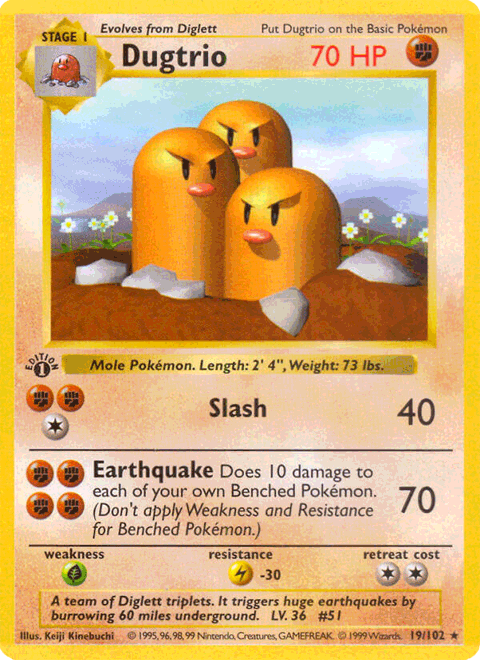 Evolves from Diglett
Put Dugtrio on the Basic Pokémon
STAGE 1
Dugtrio
70 HP
EDITION
1
Mole Pokémon. Length: 2' 4", Weight: 73 lbs.
Slash
40
Earthquake Does 10 damage to
each of your own Benched Pokémon.
(Don't apply Weakness and Resistance
for Benched Pokémon.)
70
weakness
resistance
retreat cost
-30
A team of Diglett triplets. It triggers huge earthquakes by
burrowing 60 miles underground. LV. 36 #51
Illus. Keiji Kinebuchi
© 1995, 96, 98, 99 Nintendo, Creatures, GAMEFREAK. © 1999 Wizards.
19/102 ★